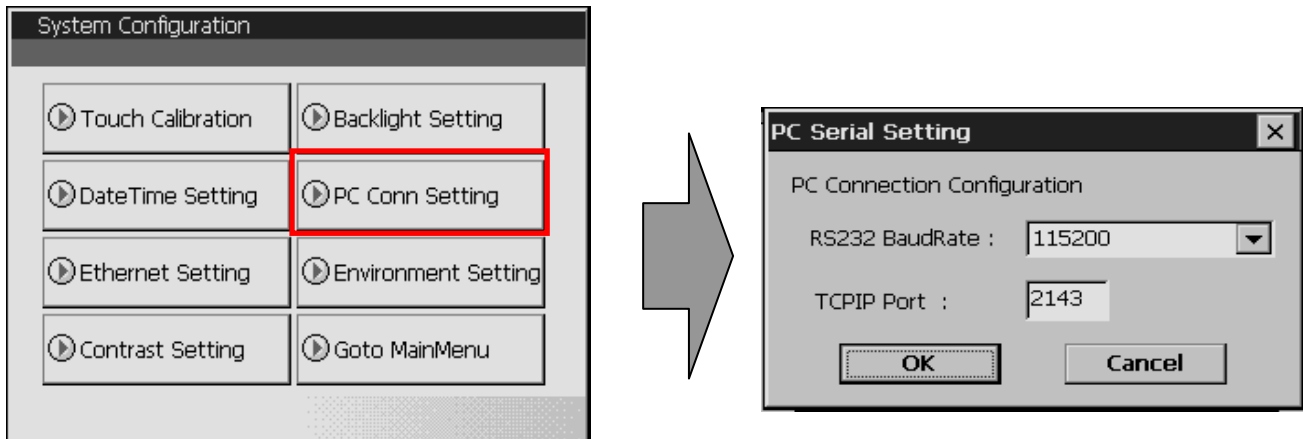 System Configuration
Touch Calibration
Backlight Setting
DateTime Setting
PC Conn Setting
Ethernet Setting
Environment Setting
Contrast Setting
Goto MainMenu
PC Serial Setting
PC Connection Configuration
RS232 BaudRate : 115200
TCPIP Port : 2143
OK
Cancel